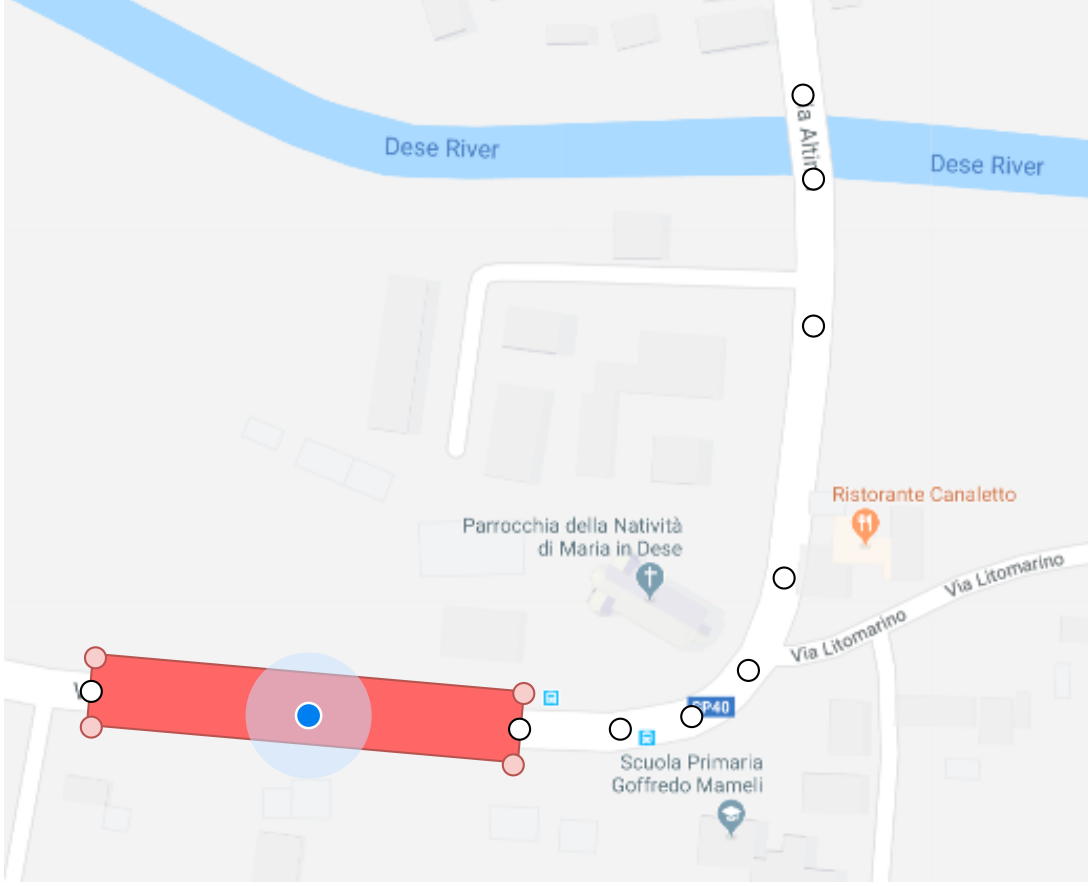 Dese River
Dese River
Ristorante Canaletto
Parrocchia della Natività
di Maria in Dese
Via Litomarino
Via Litomarino
SP40
Scuola Primaria
Goffredo Mameli